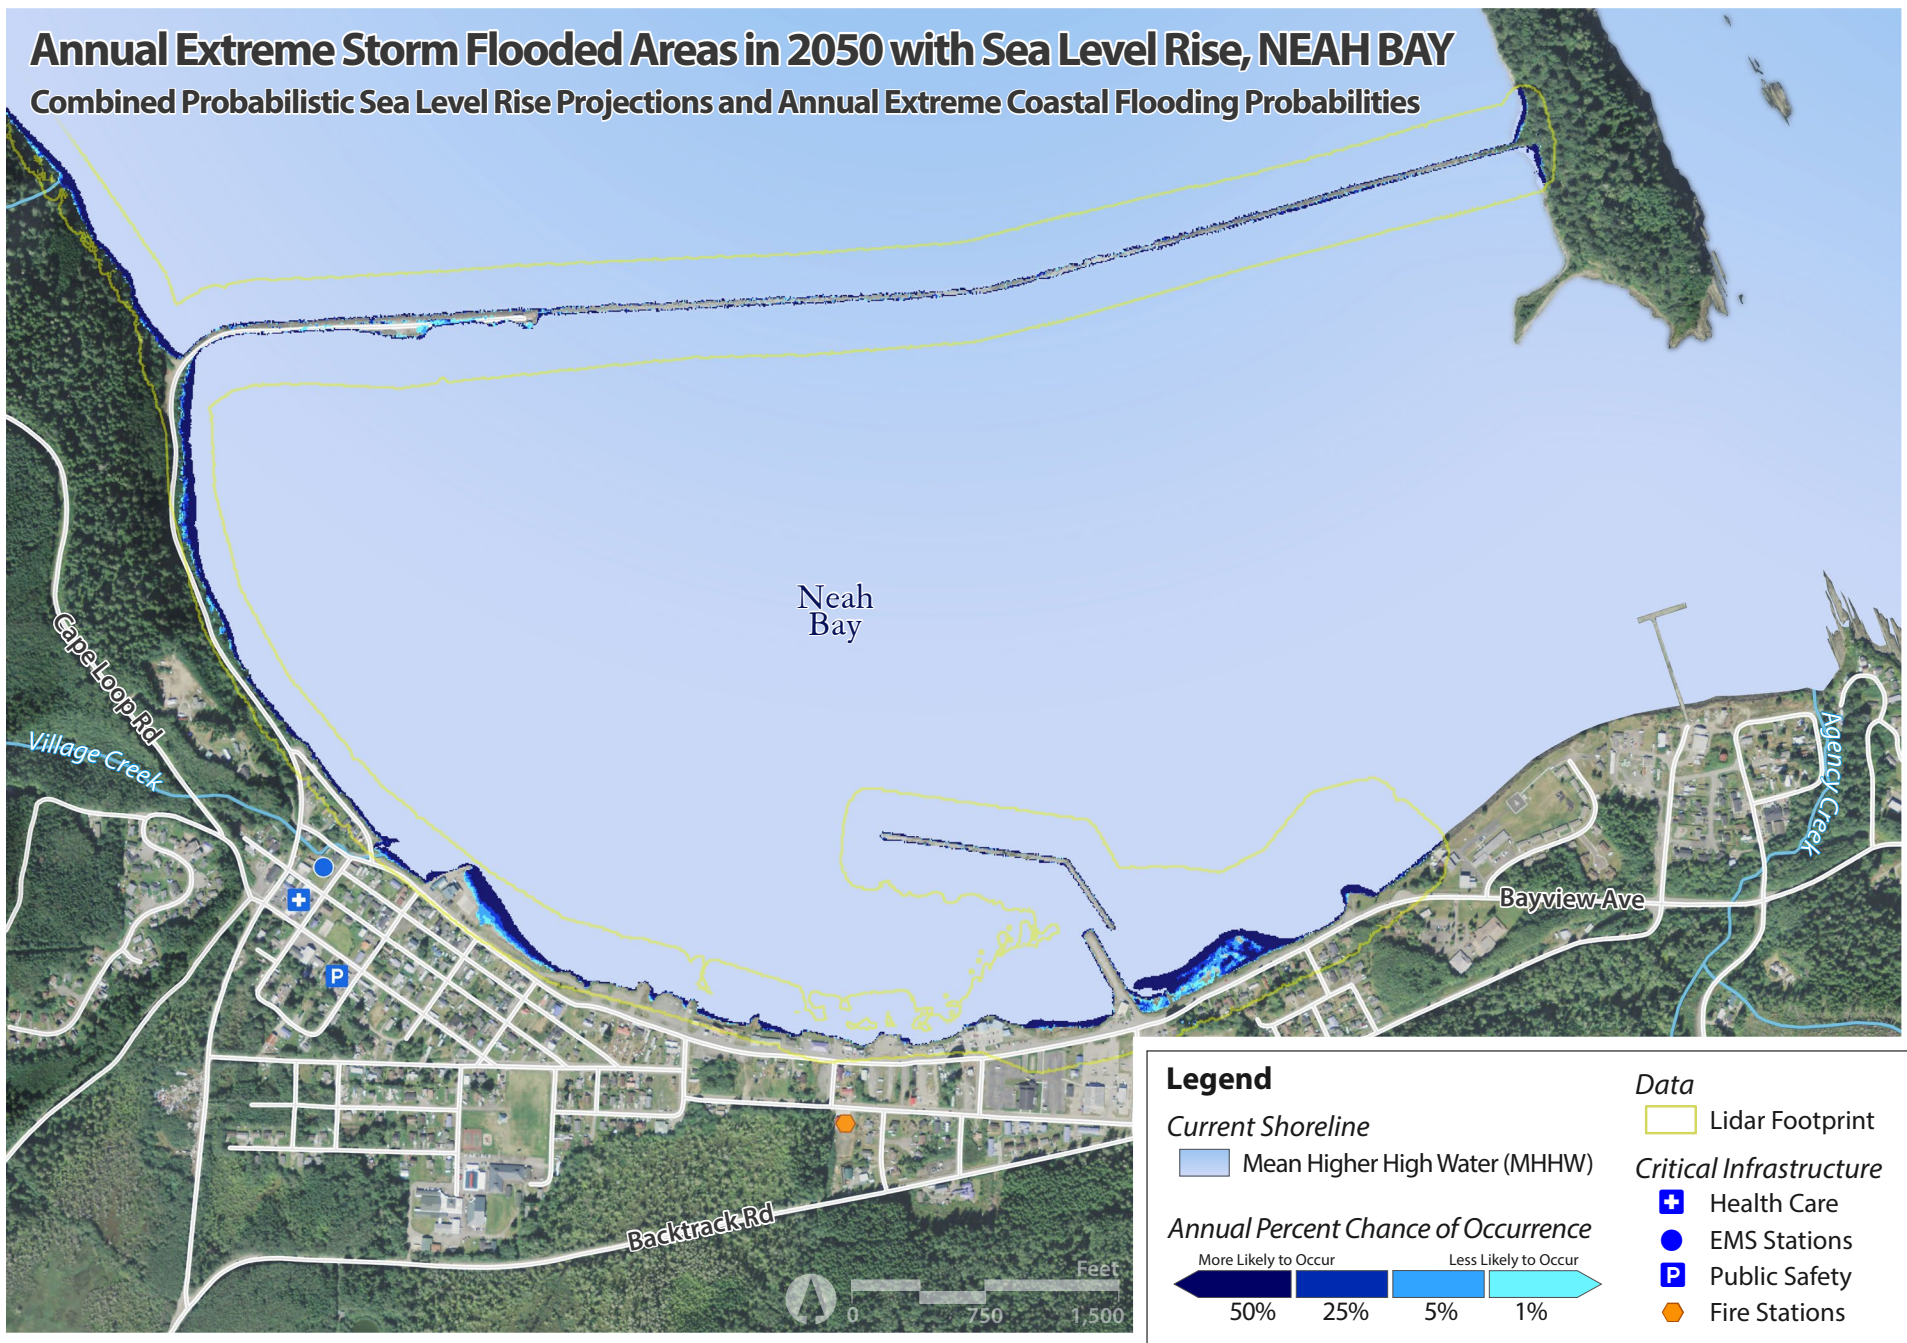 Annual Extreme Storm Flooded Areas in 2050 with Sea Level Rise, NEAH BAY
Combined Probabilistic Sea Level Rise Projections and Annual Extreme Coastal Flooding Probabilities
Neah
Bay
Cape Loop Rd
Village Creek
Agency Creek
Bayview Ave
P
Backtrack Rd
Feet
0 750 1,500
Legend
Current Shoreline
Mean Higher High Water (MHHW)
Annual Percent Chance of Occurrence
More Likely to Occur Less Likely to Occur
50% 25% 5% 1%
Data
Lidar Footprint
Critical Infrastructure
Health Care
EMS Stations
P Public Safety
Fire Stations